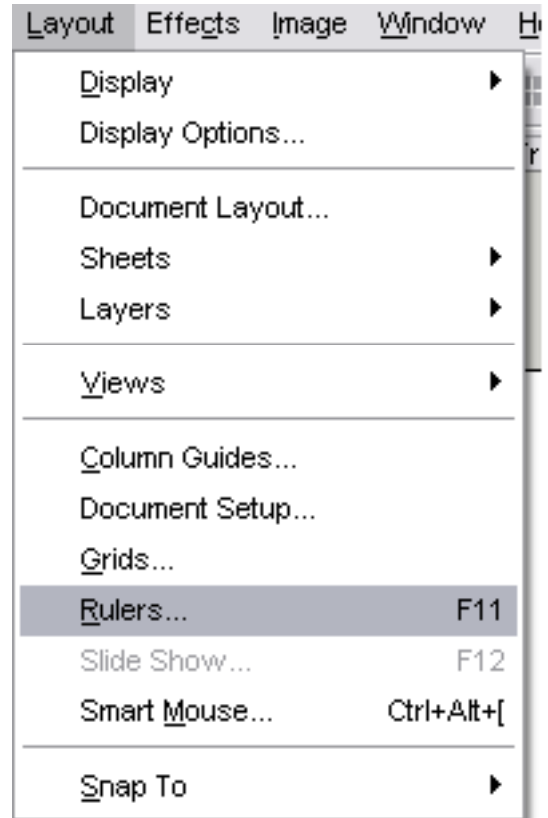 Layout Effects Image Window
Display
Display Options...
Document Layout...
Sheets
Layers
Views
Column Guides...
Document Setup...
Grids...
Rulers... F11
Slide Show... F12
Smart Mouse... Ctrl+Alt+[
Snap To